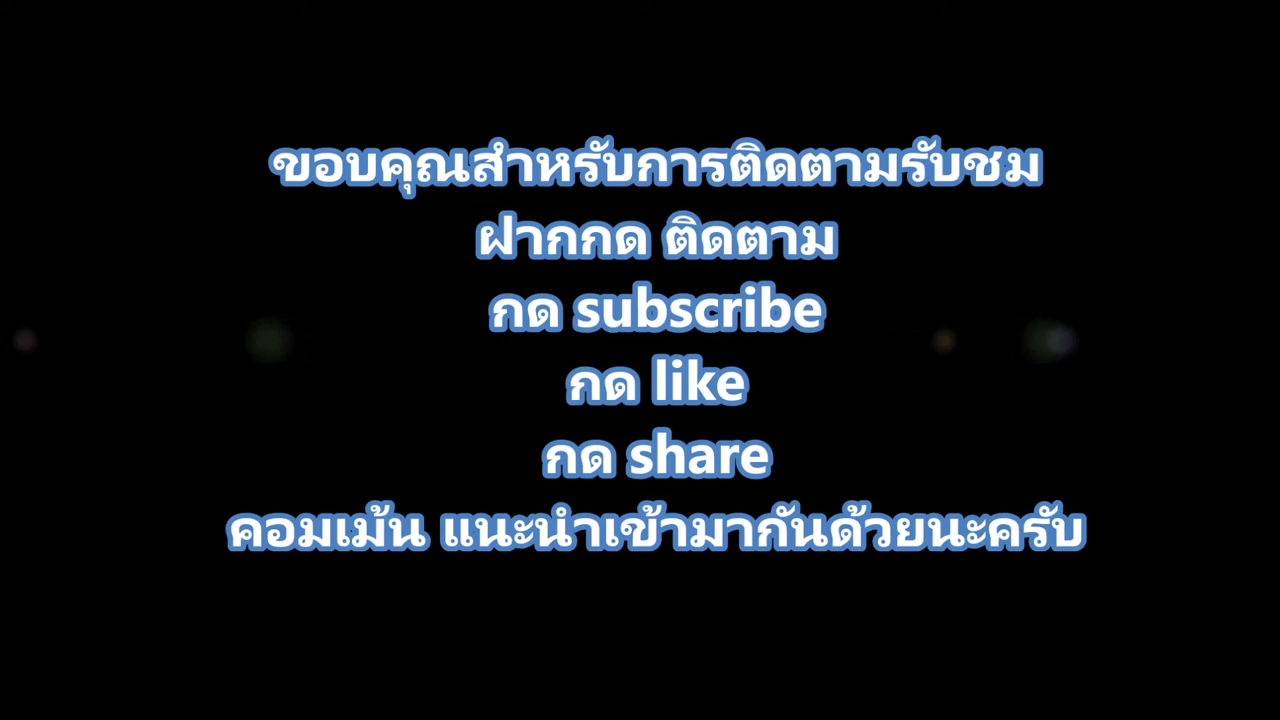 ขอบคุณสำหรับการติดตามรับชม
ฝากกด ติดตาม
กด subscribe
กด like
กด share
คอมเม้น แนะนำเข้ามากันด้วยนะครับ